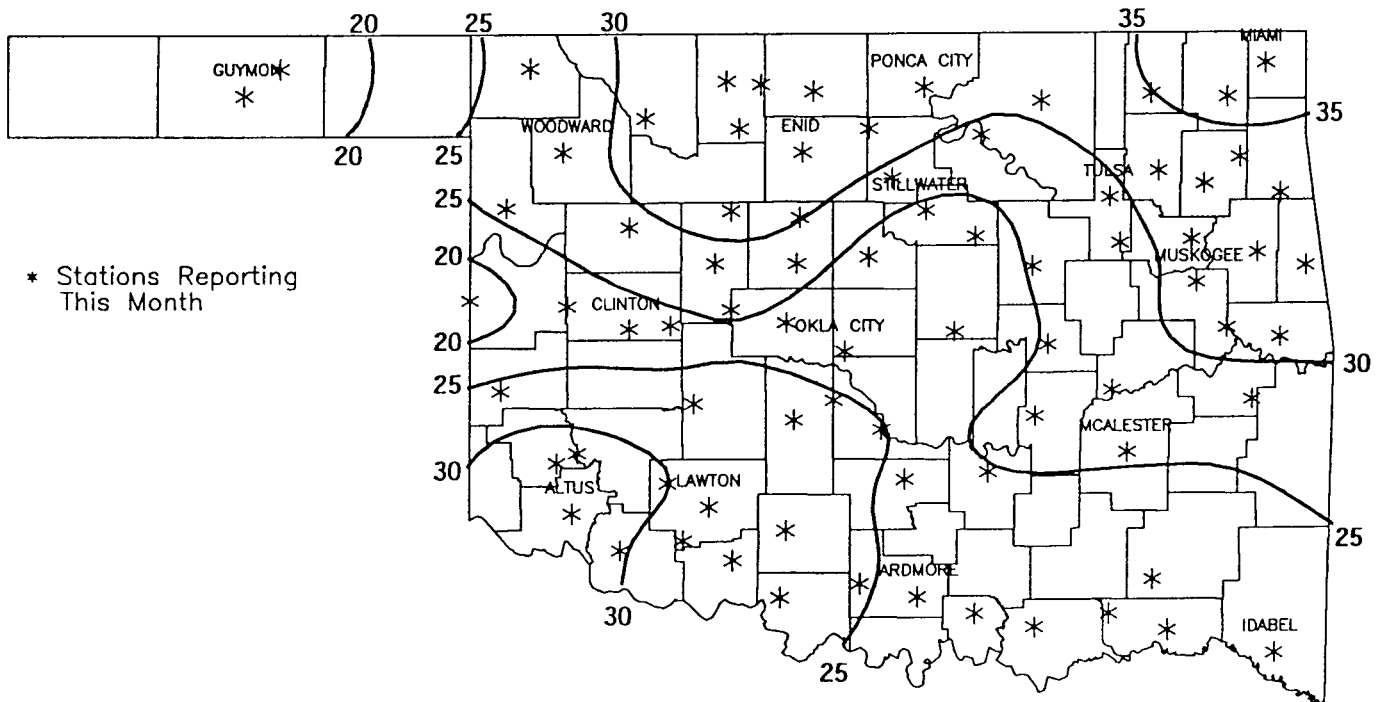 20 25 30 35
MIAMI
GUYMON
PONCA CITY
35
WOODWARD ENID
20 25
TULSA
STILLWATER
25
20
MUSKOGEE
* Stations Reporting
This Month
CLINTON
OKLA CITY
20
30
25
MCALESTER
30
ALTUS LAWTON
25
ARDMORE
30
IDABEL
25